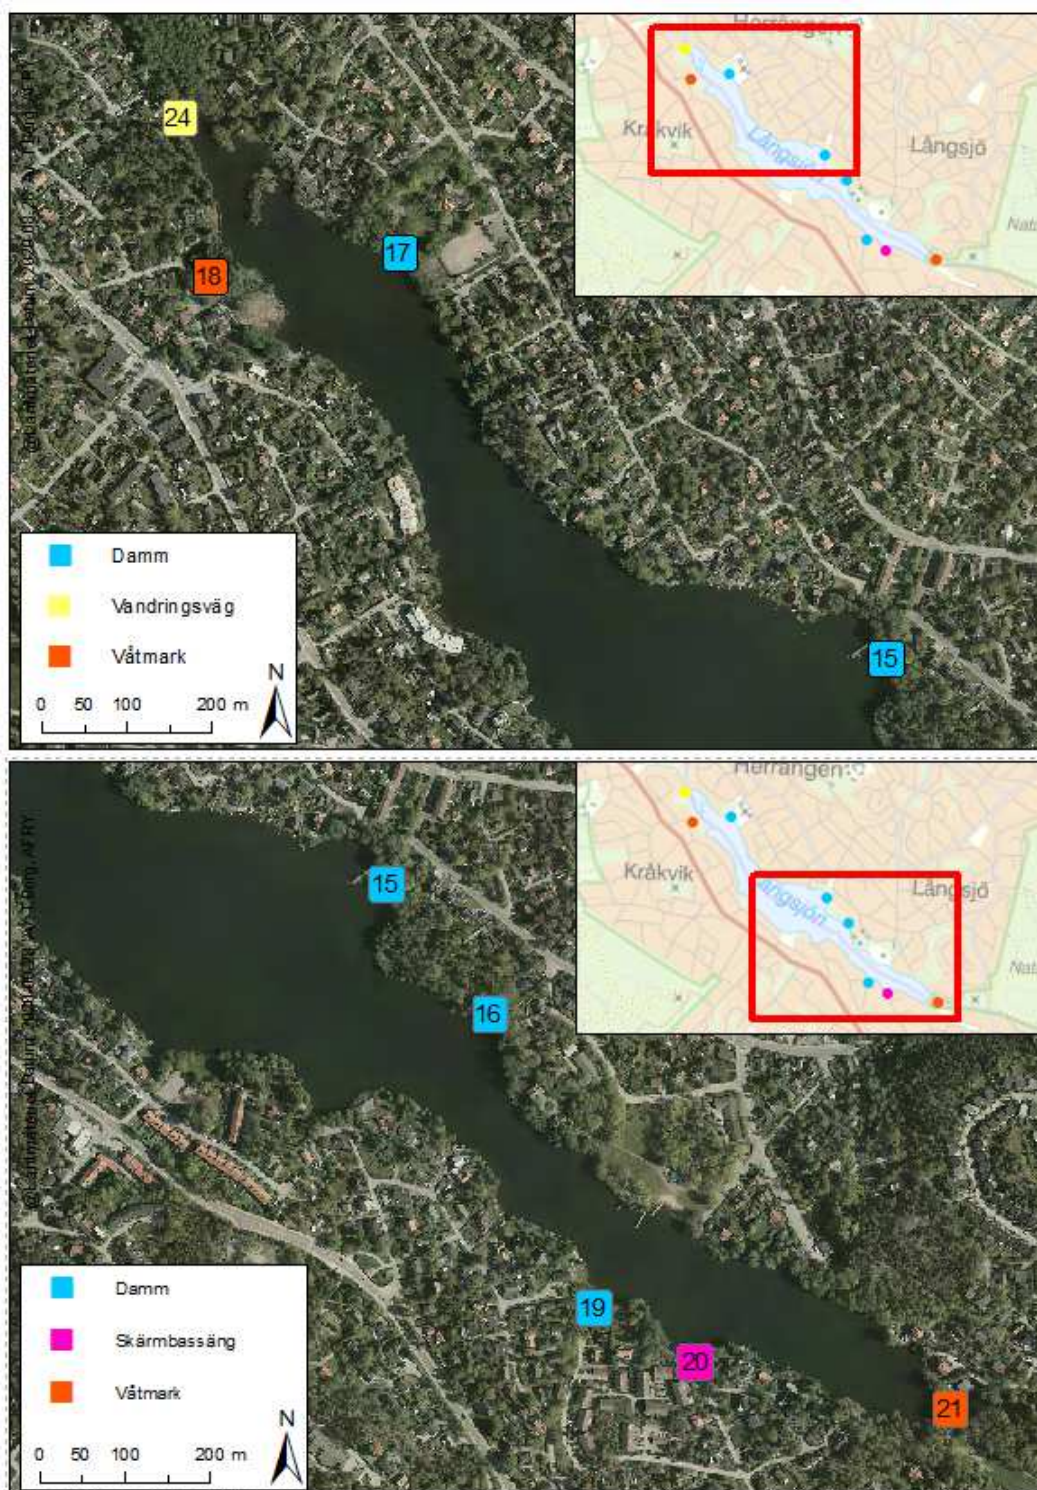 Herrängen
24
Kråkvik
Långsjö
Långsjön
17
18
Damm
Vandringsväg
Våtmark
N
0 50 100 200 m
15
Herrängen
15
Kråkvik
Långsjö
Långsjön
16
Damm
19
Skärmbassäng
20
Våtmark
21
N
0 50 100 200 m